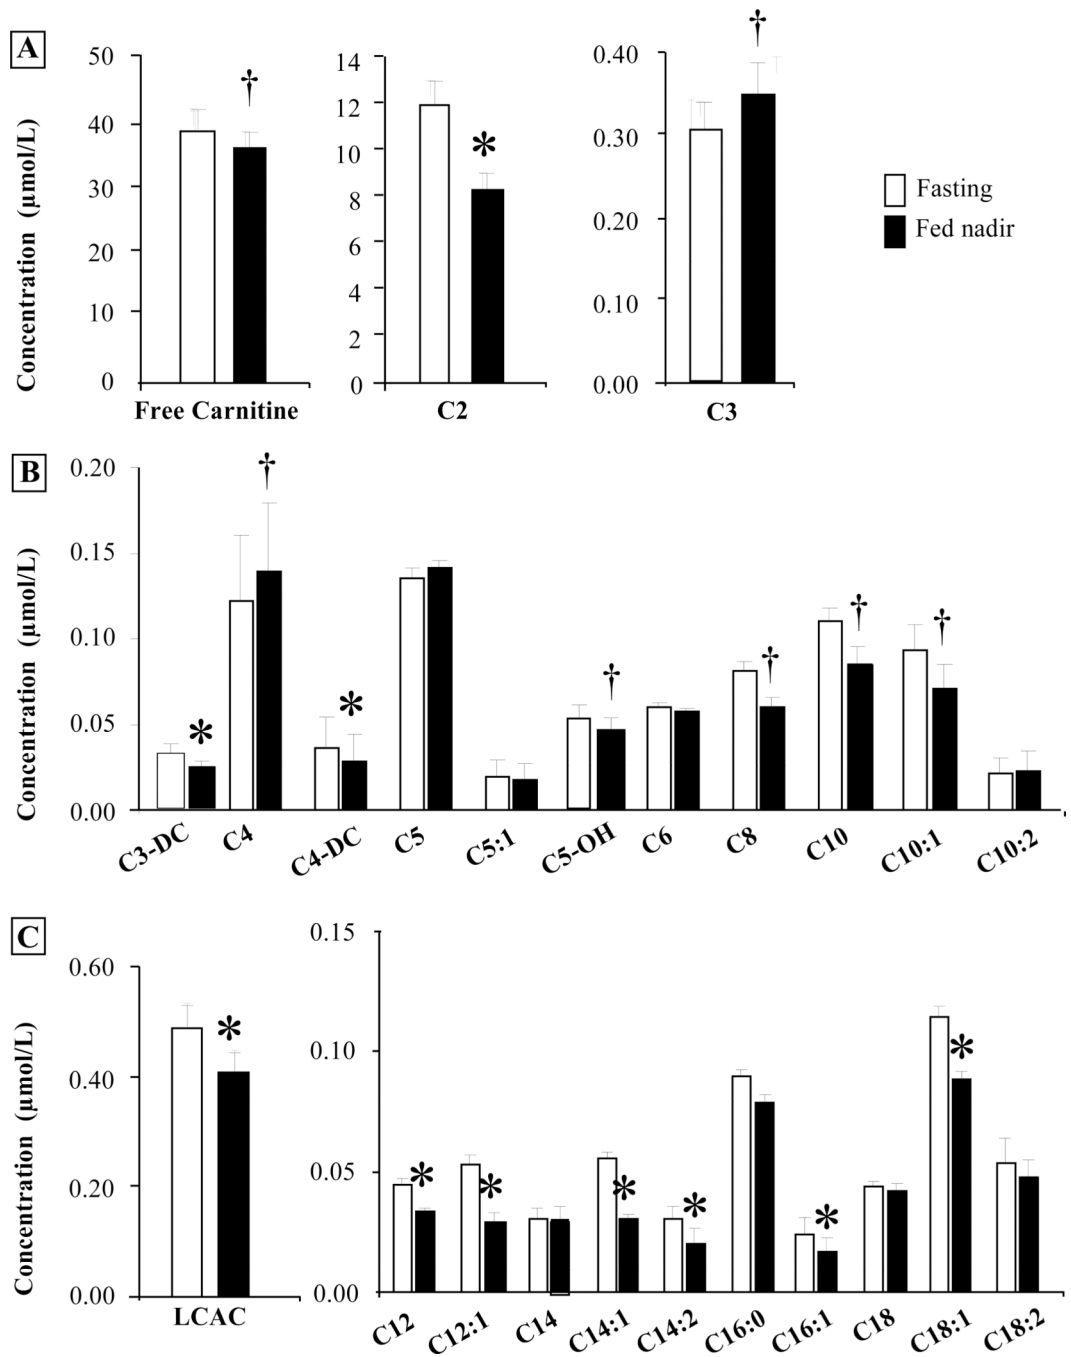 A
Concentration (µmol/L)
50
40
30
20
10
0
†
Free Carnitine
14
12
10
8
6
4
2
0
*
C2
0.40
0.30
0.20
0.10
0.00
†
C3
Fasting
Fed nadir
B
Concentration (µmol/L)
0.20
0.15
0.10
0.05
0.00
* † * † † † †
C3-DC C4 C4-DC C5 C5:1 C5-OH C6 C8 C10 C10:1 C10:2
C
Concentration (µmol/L)
0.60
0.40
0.20
0.00
*
LCAC
0.15
0.10
0.05
0.00
* * * * * *
C12 C12:1 C14 C14:1 C14:2 C16:0 C16:1 C18 C18:1 C18:2